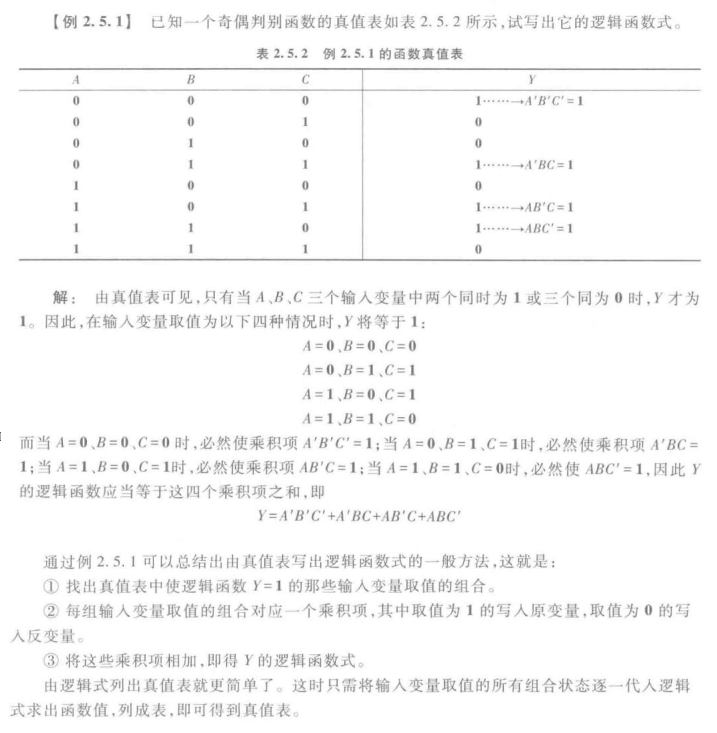 【例 2.5.1】 已知一个奇偶判别函数的真值表如表 2.5.2 所示,试写出它的逻辑函数式。
表 2.5.2 例 2.5.1 的函数真值表
A B C Y
0 0 0 1……→A'B'C'=1
0 0 1 0
0 1 0 0
0 1 1 1……→A'BC=1
1 0 0 0
1 0 1 1……→AB'C=1
1 1 0 1……→ABC'=1
1 1 1 0
解: 由真值表可见,只有当 A、B、C 三个输入变量中两个同时为 1 或三个同为 0 时,Y 才为
1。因此,在输入变量取值为以下四种情况时,Y 将等于 1:
A=0、B=0、C=0
A=0、B=1、C=1
A=1、B=0、C=1
A=1、B=1、C=0
而当 A=0、B=0、C=0 时,必然使乘积项 A'B'C'=1;当 A=0、B=1、C=1时,必然使乘积项 A'BC=
1;当 A=1、B=0、C=1时,必然使乘积项 AB'C=1;当 A=1、B=1、C=0时,必然使 ABC'=1,因此 Y
的逻辑函数应当等于这四个乘积项之和,即
Y=A'B'C'+A'BC+AB'C+ABC'
通过例 2.5.1 可以总结出由真值表写出逻辑函数式的一般方法,这就是:
① 找出真值表中使逻辑函数 Y=1 的那些输入变量取值的组合。
② 每组输入变量取值的组合对应一个乘积项,其中取值为 1 的写入原变量,取值为 0 的写
入反变量。
③ 将这些乘积项相加,即得 Y 的逻辑函数式。
由逻辑式列出真值表就更简单了。这时只需将输入变量取值的所有组合状态逐一代入逻辑
式求出函数值,列成表,即可得到真值表。